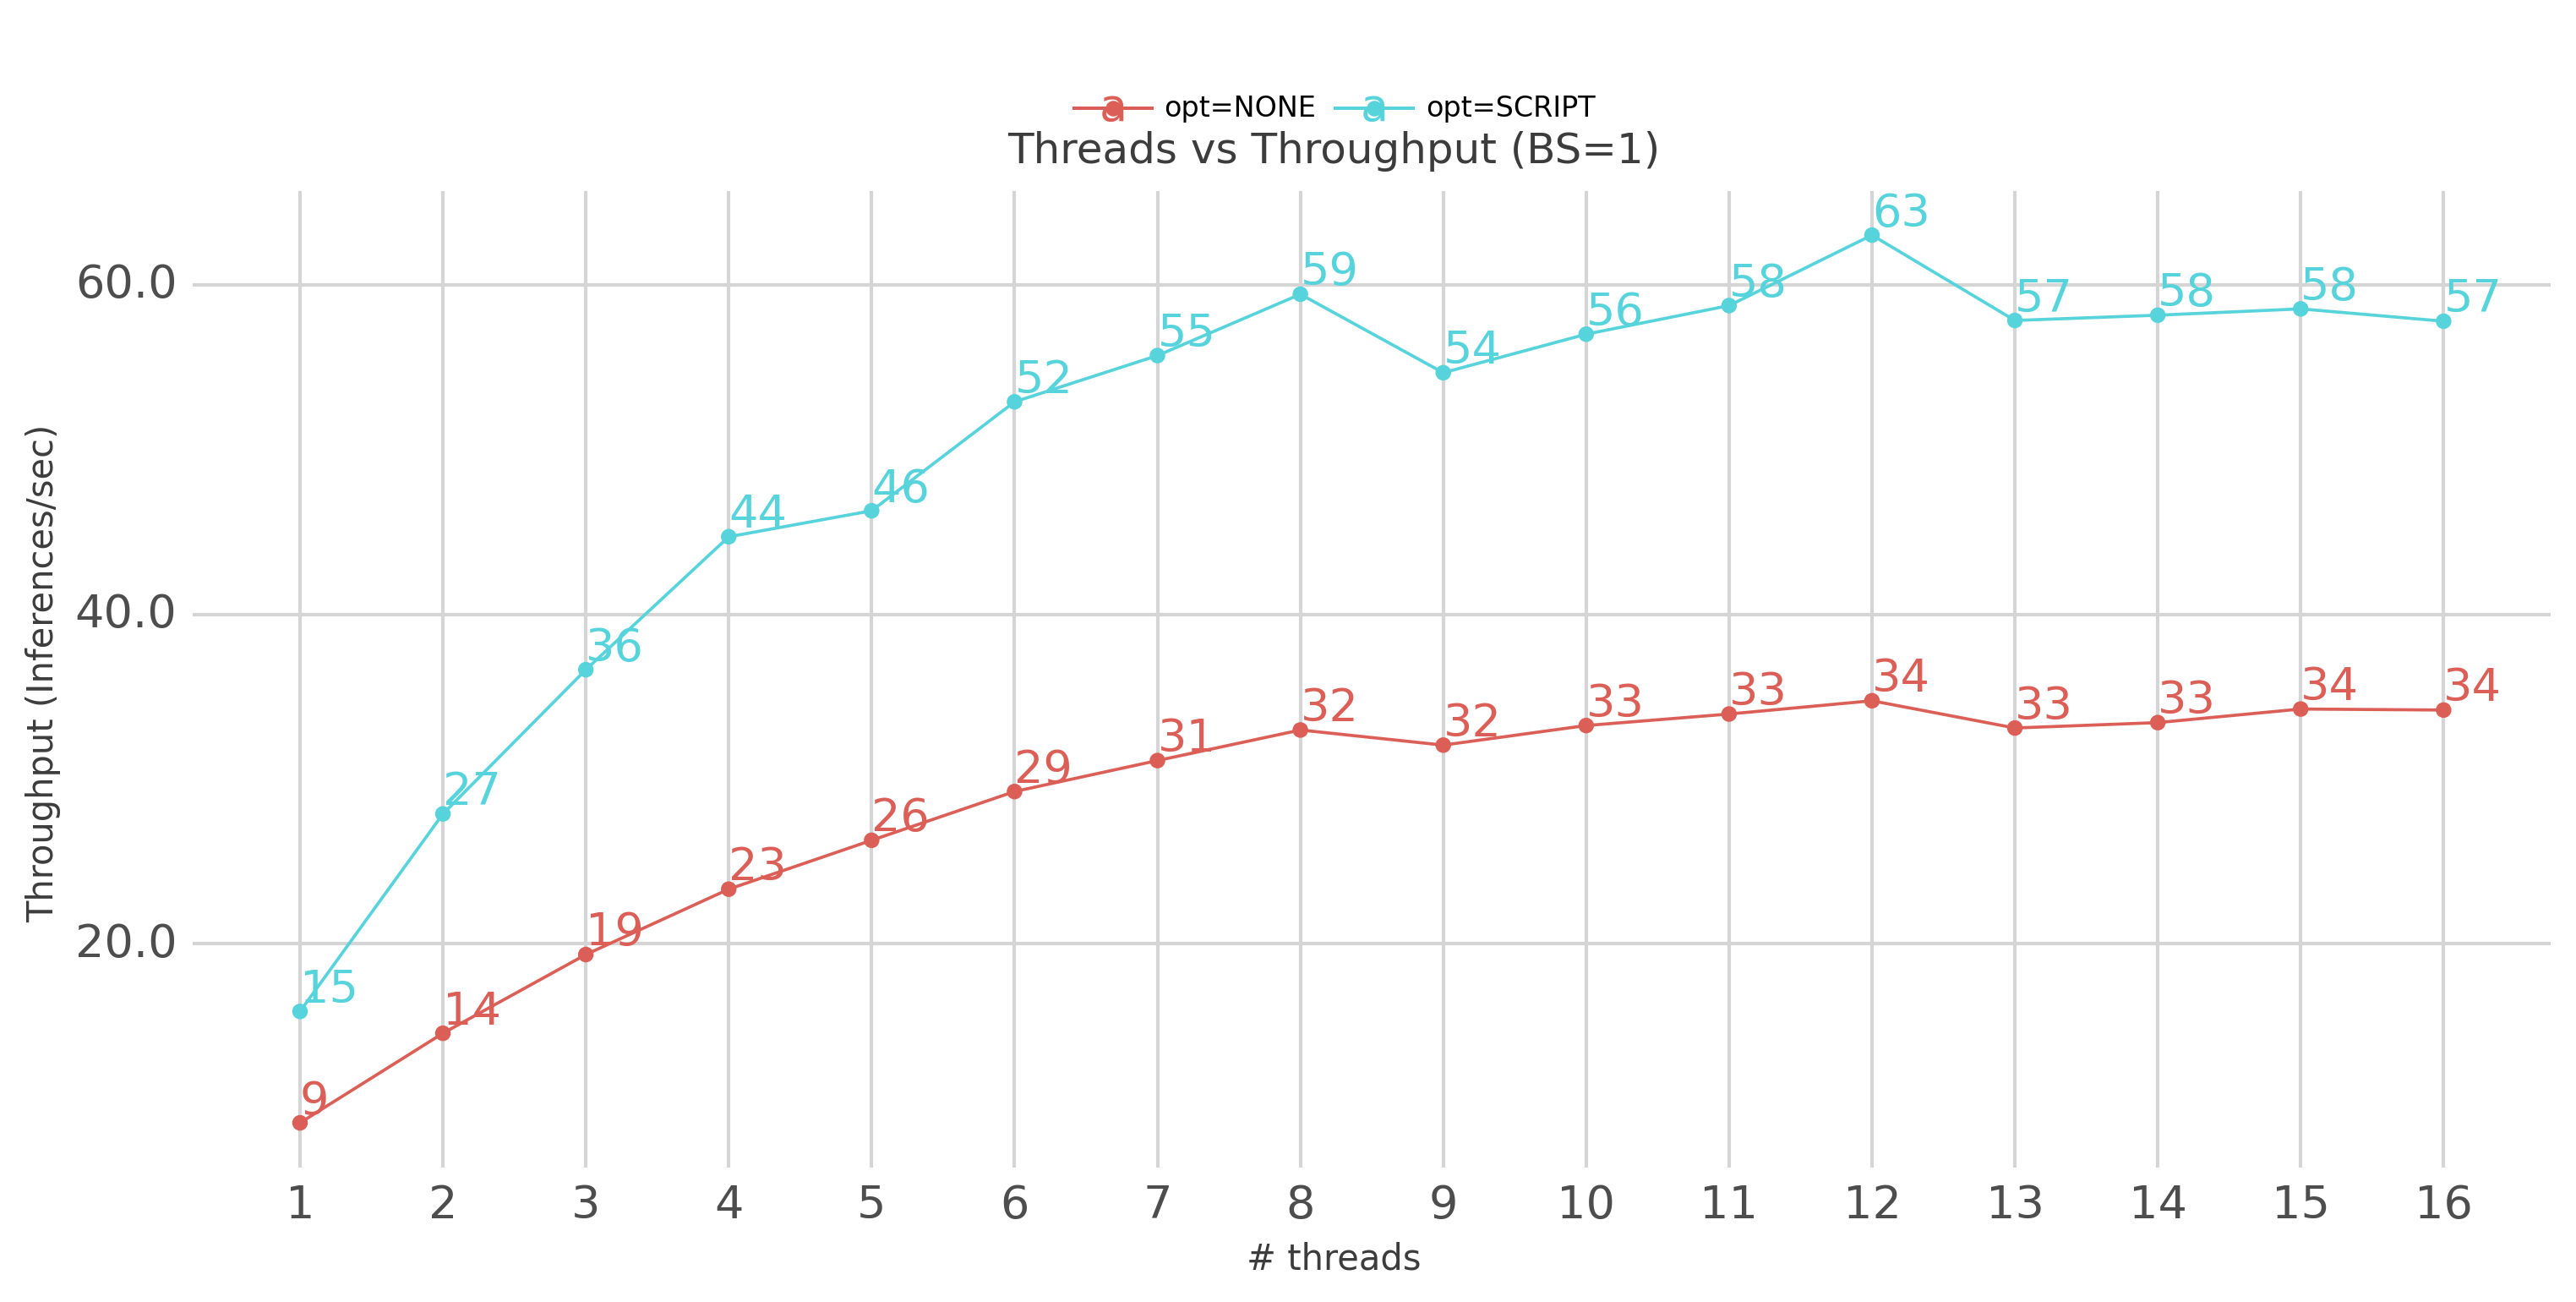 a opt=NONE a opt=SCRIPT
Threads vs Throughput (BS=1)
Throughput (Inferences/sec)
60.0
40.0
20.0
15 27 36 44 46 52 55 59 54 56 58 63 57 58 58 57
9 14 19 23 26 29 31 32 32 33 33 34 33 33 34 34
1 2 3 4 5 6 7 8 9 10 11 12 13 14 15 16
# threads